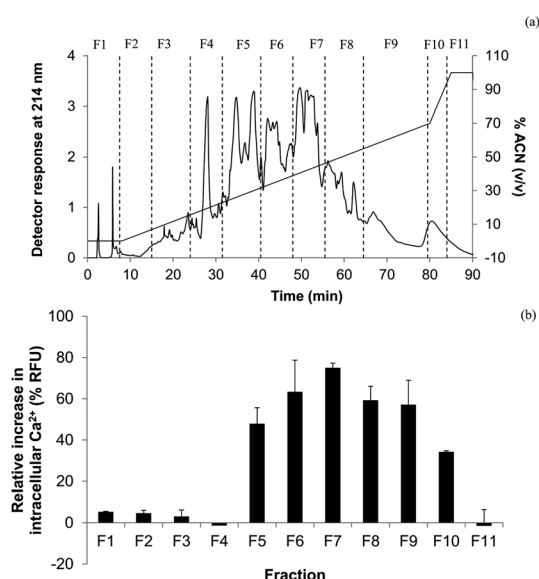 (a)
F1 F2 F3 F4 F5 F6 F7 F8 F9 F10 F11
Detector response at 214 nm
4
3
2
1
0
110
90
70
50
30
10
-10
% ACN (v/v)
0 10 20 30 40 50 60 70 80 90
Time (min)
(b)
Relative increase in
intracellular Ca²⁺ (% RFU)
100
80
60
40
20
0
-20
F1 F2 F3 F4 F5 F6 F7 F8 F9 F10 F11
Fraction